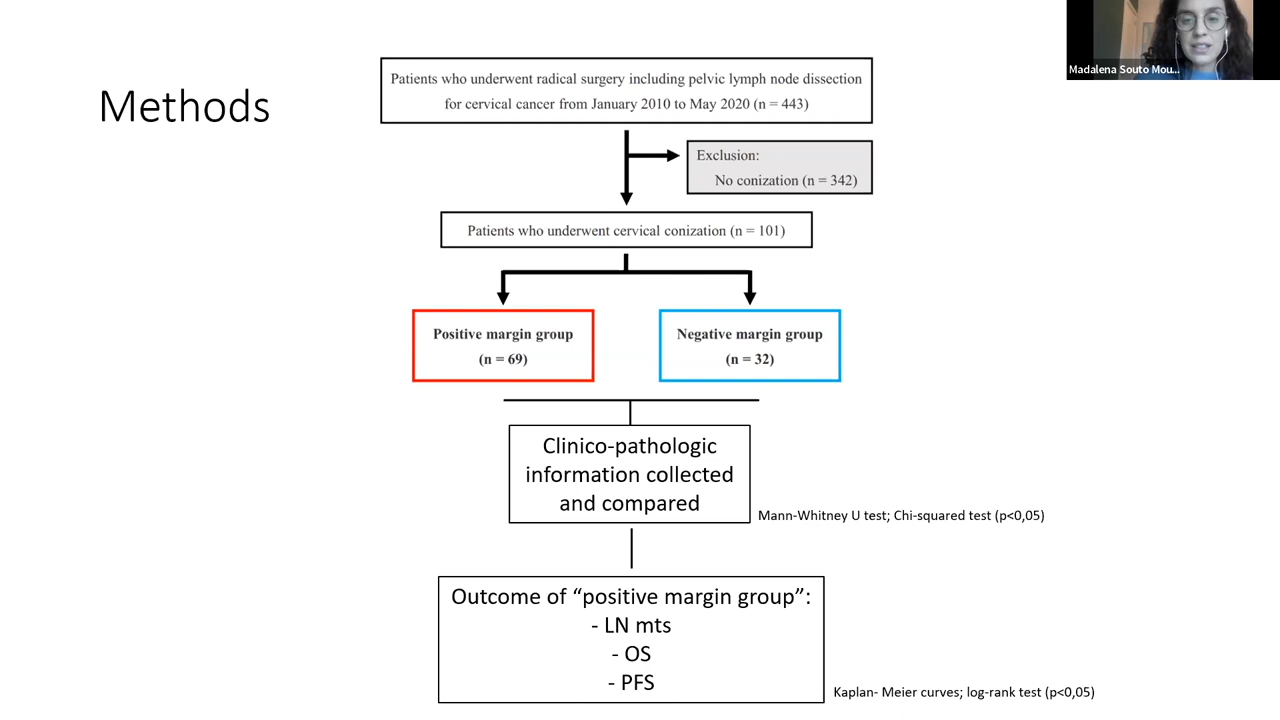 Madalena Souto Mou...
Methods
Patients who underwent radical surgery including pelvic lymph node dissection
for cervical cancer from January 2010 to May 2020 (n = 443)
Exclusion:
No conization (n = 342)
Patients who underwent cervical conization (n = 101)
Positive margin group
(n = 69)
Negative margin group
(n = 32)
Clinico-pathologic
information collected
and compared
Mann-Whitney U test; Chi-squared test (p<0,05)
Outcome of “positive margin group”:
- LN mts
- OS
- PFS
Kaplan- Meier curves; log-rank test (p<0,05)